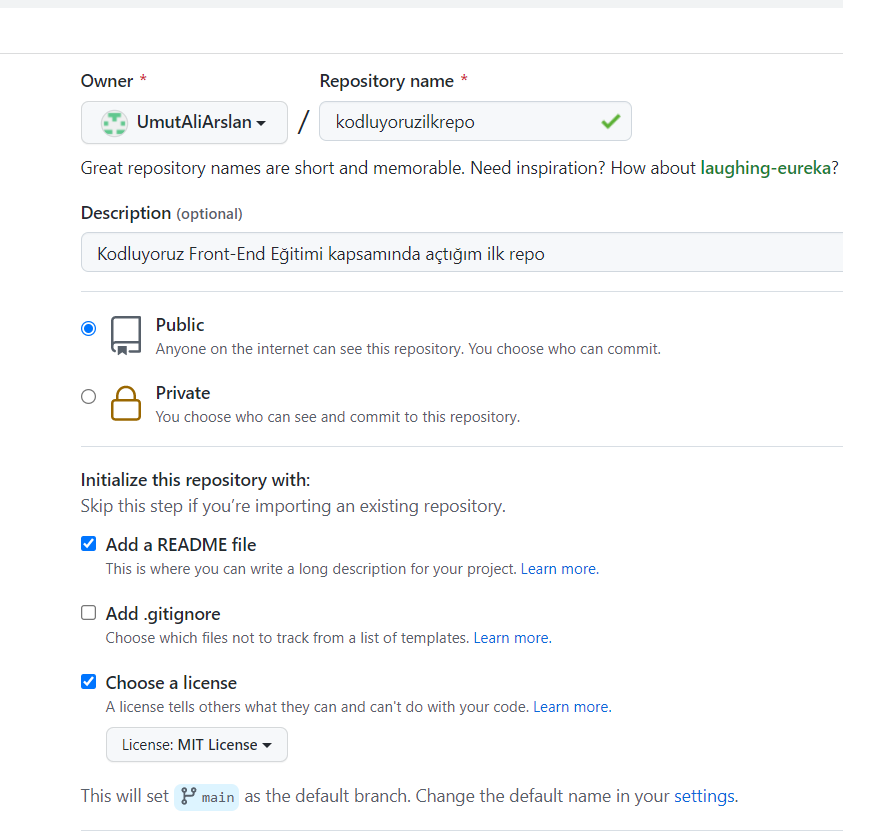 Owner * Repository name *
UmutAliArslan / kodluyoruzilkrepo
Great repository names are short and memorable. Need inspiration? How about laughing-eureka?
Description (optional)
Kodluyoruz Front-End Eğitimi kapsamında açtığım ilk repo
Public
Anyone on the internet can see this repository. You choose who can commit.
Private
You choose who can see and commit to this repository.
Initialize this repository with:
Skip this step if you’re importing an existing repository.
Add a README file
This is where you can write a long description for your project. Learn more.
Add .gitignore
Choose which files not to track from a list of templates. Learn more.
Choose a license
A license tells others what they can and can't do with your code. Learn more.
License: MIT License
This will set main as the default branch. Change the default name in your settings.